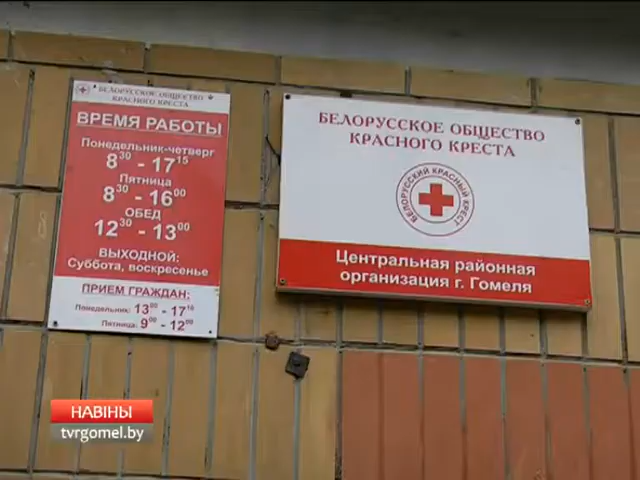 БЕЛОРУССКОЕ ОБЩЕСТВО
КРАСНОГО КРЕСТА
ВРЕМЯ РАБОТЫ
Понедельник-четверг
8³⁰ - 17¹⁵
Пятница
8³⁰ - 16⁰⁰
ОБЕД
12³⁰ - 13⁰⁰
ВЫХОДНОЙ:
Суббота, воскресенье
ПРИЕМ ГРАЖДАН:
Понедельник: 13⁰⁰ - 17¹⁵
Пятница: 9⁰⁰ - 12⁰⁰
БЕЛОРУССКОЕ ОБЩЕСТВО
КРАСНОГО КРЕСТА
БЕЛОРУССКИЙ КРАСНЫЙ КРЕСТ
Центральная районная
организация г. Гомеля
НАВІНЫ
tvrgomel.by